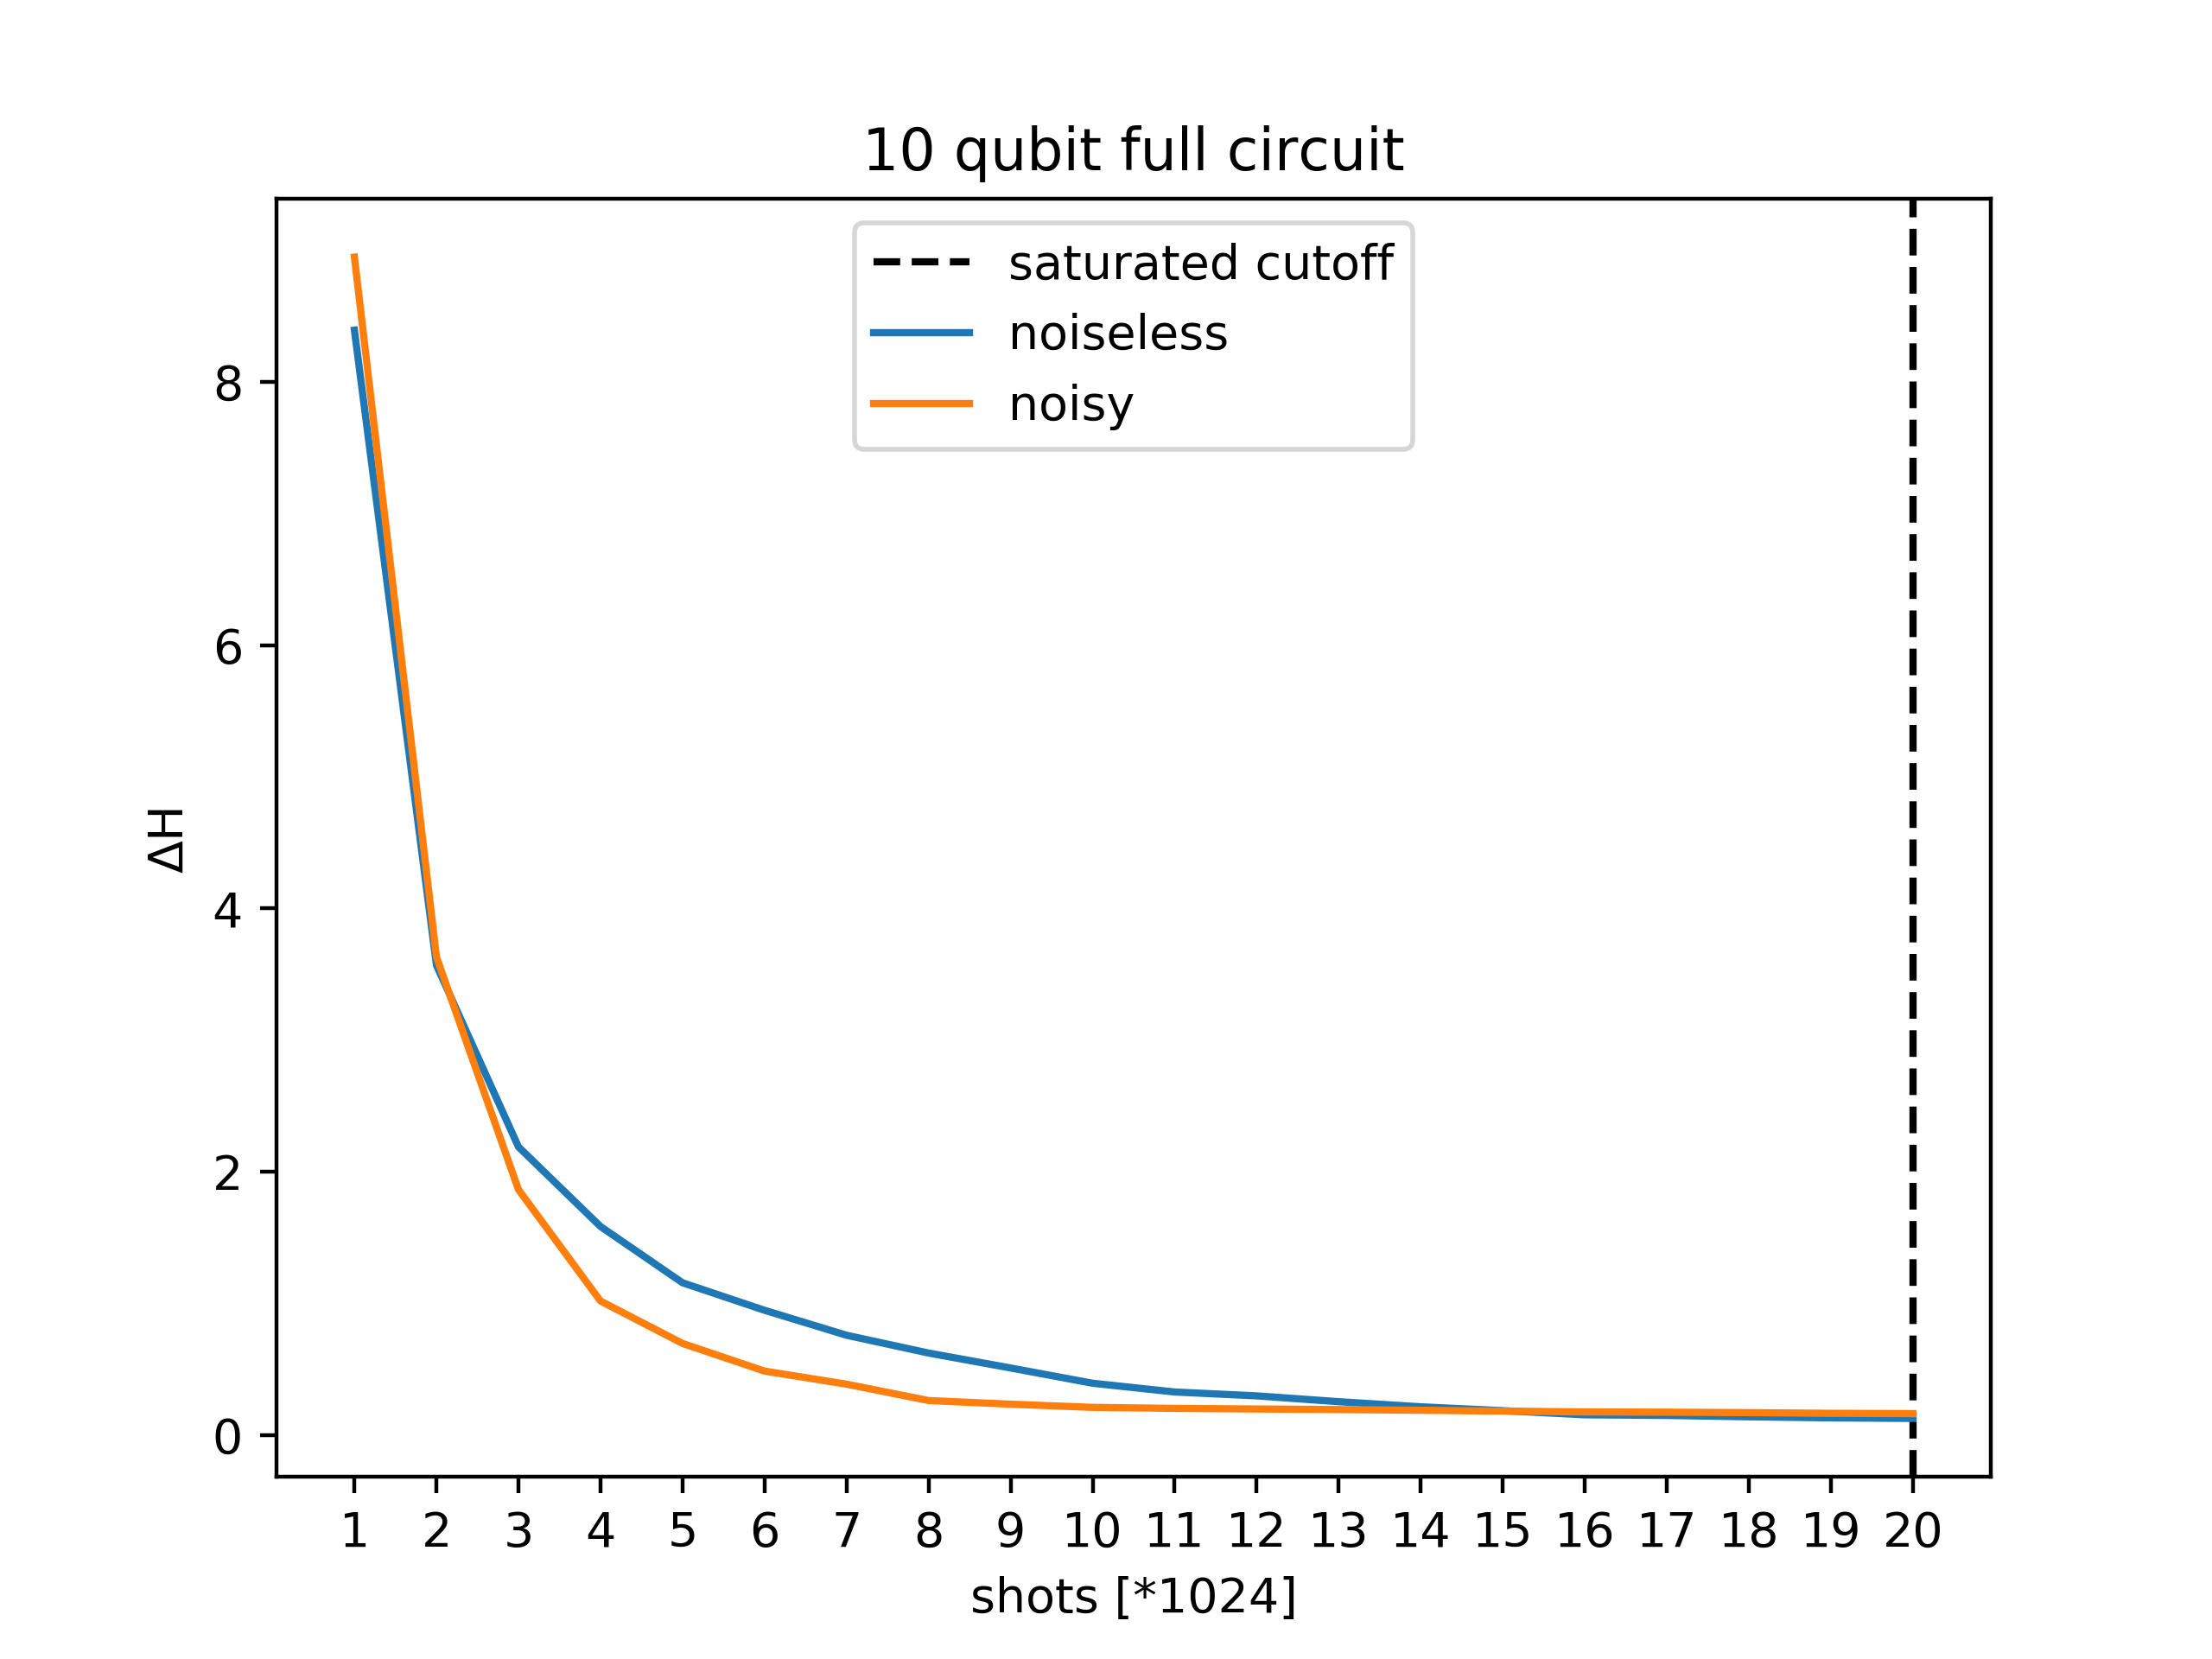 10 qubit full circuit
saturated cutoff
noiseless
noisy
8
6
4
2
0
ΔH
1 2 3 4 5 6 7 8 9 10 11 12 13 14 15 16 17 18 19 20
shots [*1024]